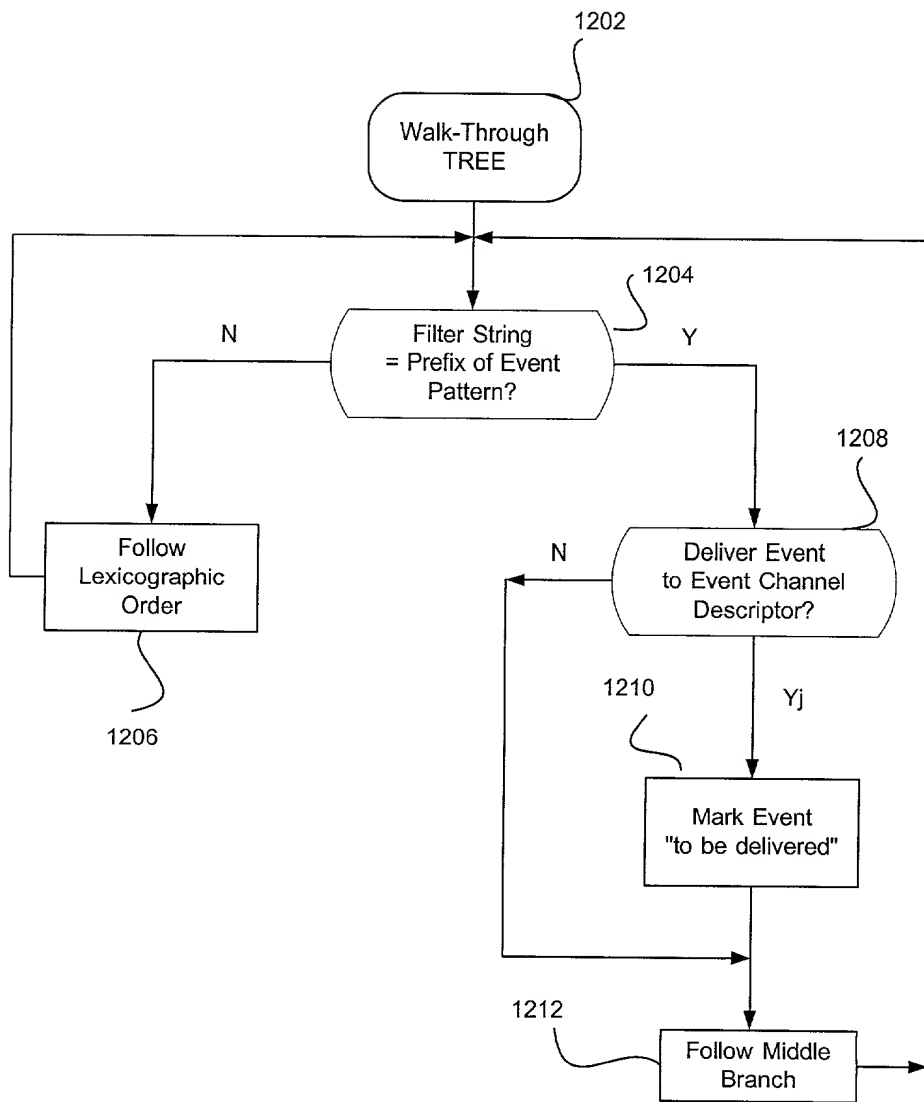 1202
Walk-Through
TREE
1204
N
Filter String
= Prefix of Event
Pattern?
Y
1208
Follow
Lexicographic
Order
N
Deliver Event
to Event Channel
Descriptor?
1206
1210
Yj
Mark Event
"to be delivered"
1212
Follow Middle
Branch